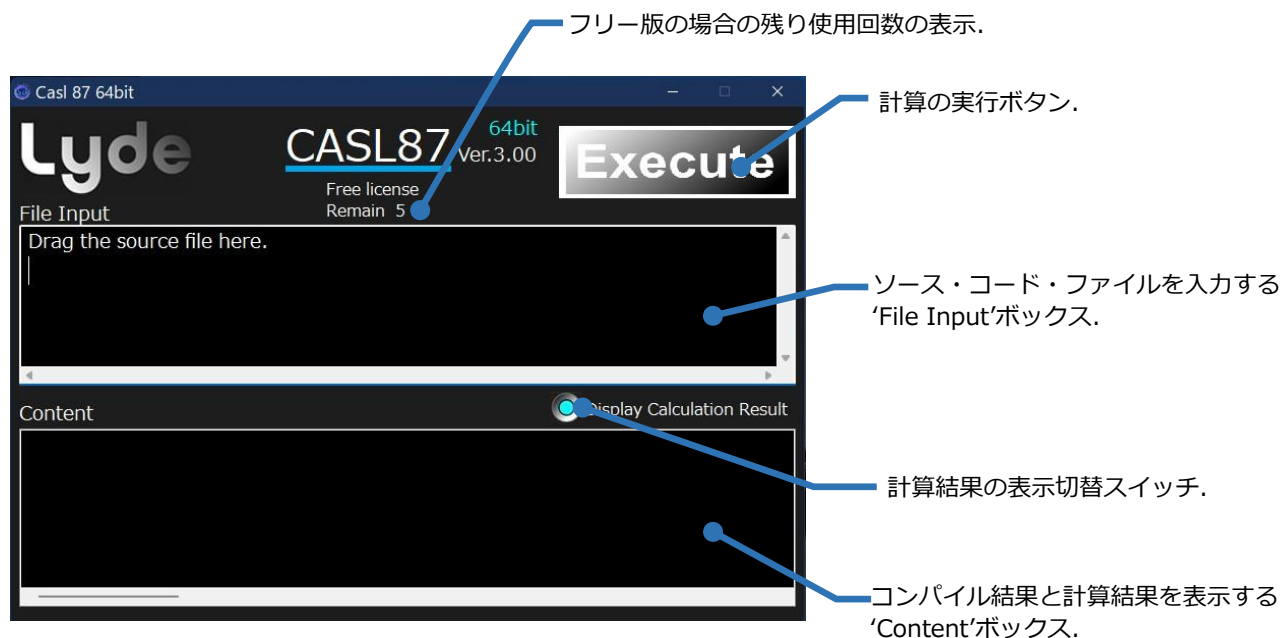 フリー版の場合の残り使用回数の表示.
Casl 87 64bit
計算の実行ボタン.
Lyde
CASL87
64bit
Ver.3.00
Execute
Free license
Remain 5
File Input
Drag the source file here.
ソース・コード・ファイルを入力する
‘File Input’ボックス.
Content
Display Calculation Result
計算結果の表示切替スイッチ.
コンパイル結果と計算結果を表示する
‘Content’ボックス.